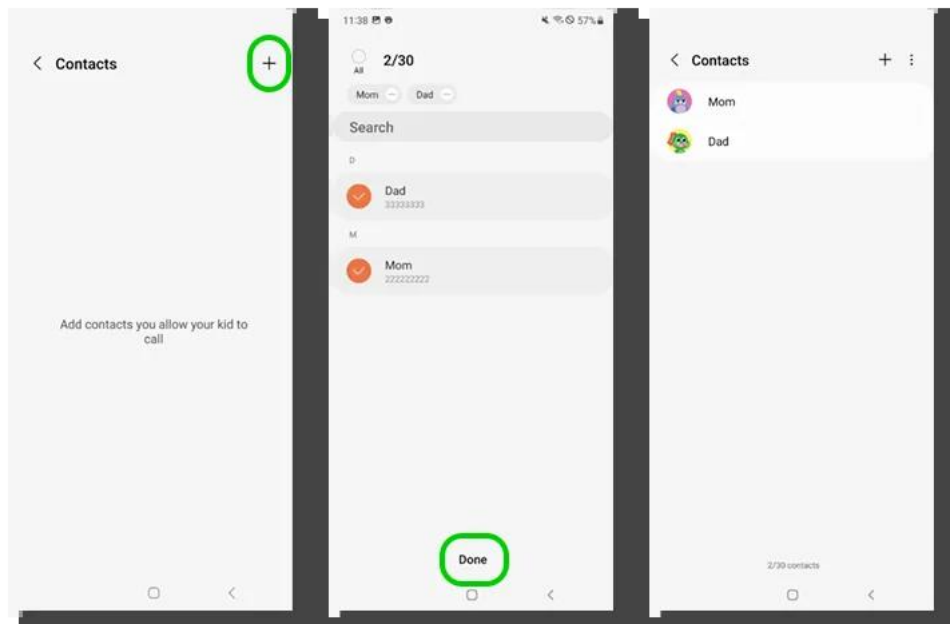 Contacts
Add contacts you allow your kid to
call
11:38 57%
2/30
All
Mom Dad
Search
D
Dad
33333333
M
Mom
222222222
Done
Contacts
Mom
Dad
2/30 contacts